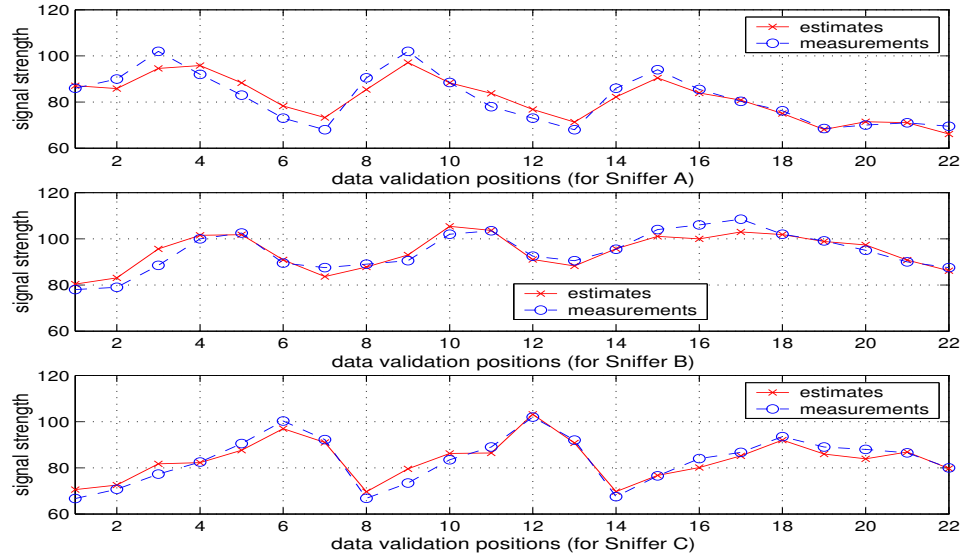 120
100
80
60
signal strength
estimates
measurements
2 4 6 8 10 12 14 16 18 20 22
data validation positions (for Sniffer A)
120
100
80
60
signal strength
estimates
measurements
2 4 6 8 10 12 14 16 18 20 22
data validation positions (for Sniffer B)
120
100
80
60
signal strength
estimates
measurements
2 4 6 8 10 12 14 16 18 20 22
data validation positions (for Sniffer C)